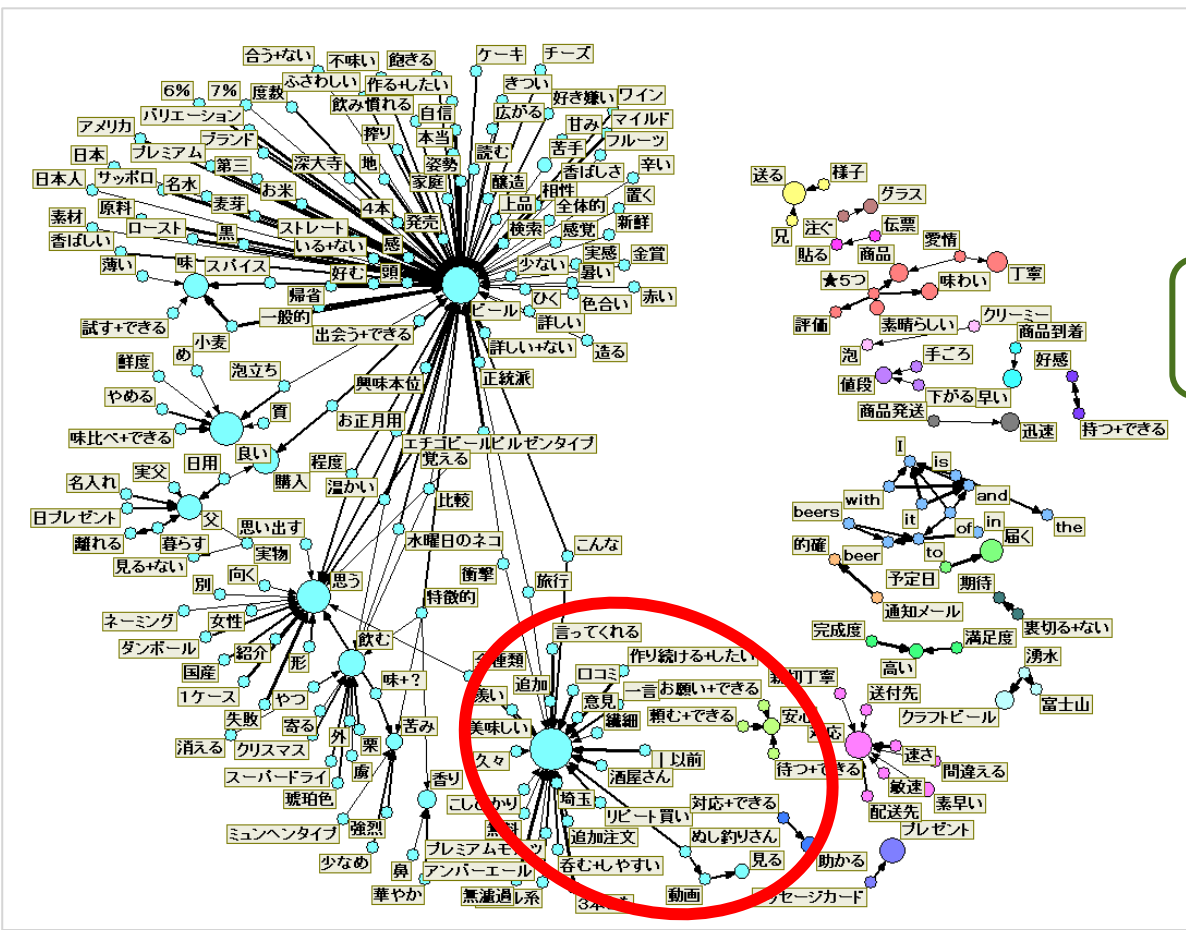 合う+ない
不味い
飽きる
ケーキ
チーズ
6%
7%
度数
ふさわしい
作る+したい
きつい
好き嫌い
ワイン
バリエーション
飲み慣れる
自信
広がる
甘み
マイルド
アメリカ
ブランド
搾り
本当
苦手
フルーツ
日本
プレミアム
第三
深大寺
地
姿勢
読む
香ばしさ
辛い
日本人
サッポロ
名水
お米
家庭
醸造
相性
置く
素材
原料
麦芽
4本
発売
上品
全体的
新鮮
香ばしい
ロースト
黒
ストレート
いる+ない
感
検索
感覚
実感
金賞
薄い
味
スパイス
好む
頭
少ない
暑い
試す+できる
帰省
ビール
ひく
色合い
赤い
一般的
出会う+できる
詳しい
小麦
詳しい+ない
造る
鮮度
め
泡立ち
興味本位
正統派
やめる
質
お正月用
味比べ+できる
良い
エチゴビールピルゼンタイプ
日用
購入
程度
覚える
名入れ
実父
温かい
比較
日プレゼント
父
思い出す
離れる
暮らす
実物
水曜日のネコ
こんな
見る+ない
向く
衝撃
別
思う
旅行
ネーミング
女性
特徴的
ダンボール
紹介
形
飲む
国産
1ケース
やつ
味+?
失敗
寄る
苦み
消える
クリスマス
外
栗
スーパードライ
香り
琥珀色
ミュンヘンタイプ
強烈
少なめ
鼻
華やか
言ってくれる
作り続ける+したい
口コミ
追加
意見
一言
お願い+できる
美味しい
繊細
頼む+できる
安心
久々
以前
酒屋さん
待つ+できる
埼玉
リピート買い
対応+できる
追加注文
ぬし釣りさん
アンバーエール
呑む+しやすい
見る
助かる
動画
無濾過
送る
様子
グラス
兄
注ぐ
伝票
貼る
商品
愛情
★5つ
丁寧
味わい
評価
素晴らしい
クリーミー
泡
商品到着
手ごろ
好感
値段
下がる
早い
商品発送
迅速
持つ+できる
I
is
with
and
beers
it
of
in
the
的確
beer
to
届く
予定日
期待
通知メール
裏切る+ない
完成度
満足度
高い
湧水
クラフトビール
富士山
送付先
対応
速さ
間違える
敏速
素早い
配送先
プレゼント